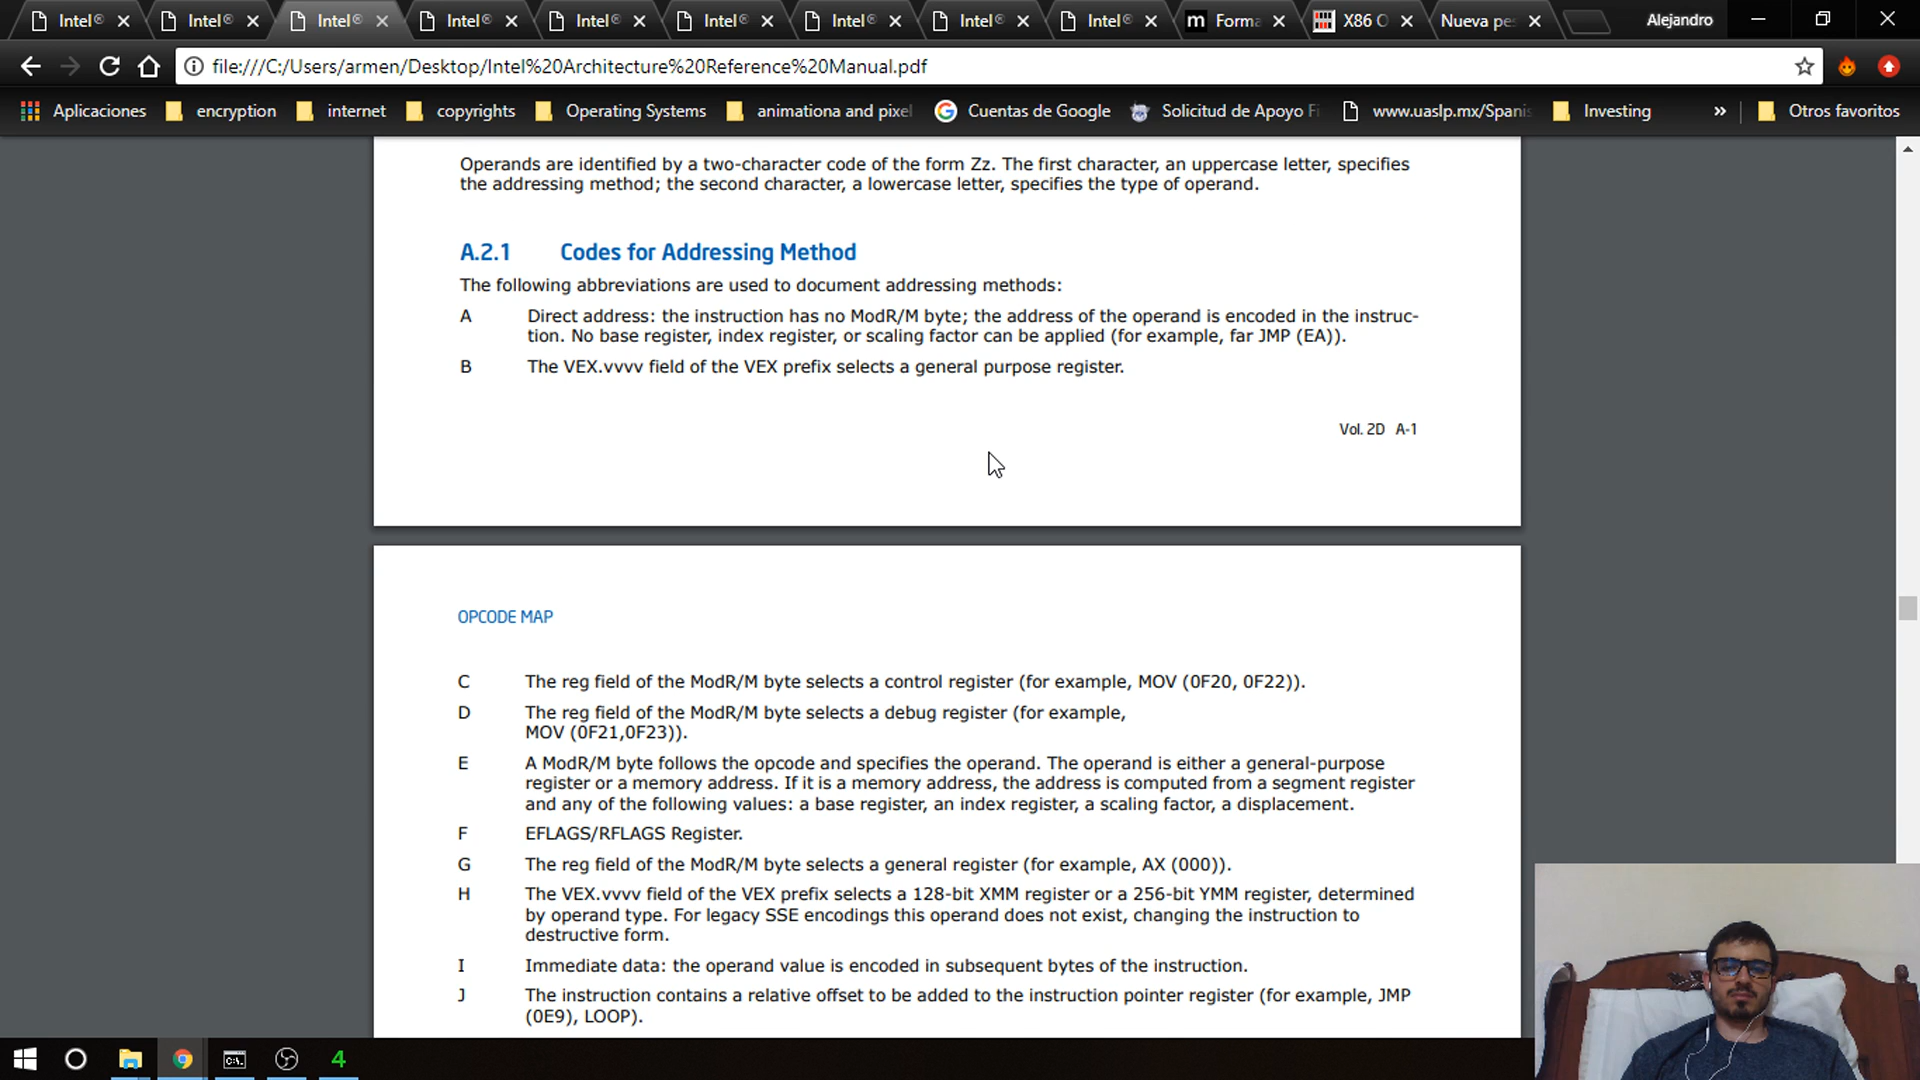 Intel®
Intel®
Intel®
Intel®
Intel®
Intel®
Intel®
Intel®
Intel®
m Forma
X86 O
Nueva pe
Alejandro
file:///C:/Users/armen/Desktop/Intel%20Architecture%20Reference%20Manual.pdf
Aplicaciones
encryption
internet
copyrights
Operating Systems
animationa and pixel
Cuentas de Google
Solicitud de Apoyo Fi
www.uaslp.mx/Spani
Investing
»
Otros favoritos
Operands are identified by a two-character code of the form Zz. The first character, an uppercase letter, specifies
the addressing method; the second character, a lowercase letter, specifies the type of operand.
A.2.1 Codes for Addressing Method
The following abbreviations are used to document addressing methods:
A Direct address: the instruction has no ModR/M byte; the address of the operand is encoded in the instruc-
tion. No base register, index register, or scaling factor can be applied (for example, far JMP (EA)).
B The VEX.vvvv field of the VEX prefix selects a general purpose register.
Vol. 2D A-1
OPCODE MAP
C The reg field of the ModR/M byte selects a control register (for example, MOV (0F20, 0F22)).
D The reg field of the ModR/M byte selects a debug register (for example,
MOV (0F21,0F23)).
E A ModR/M byte follows the opcode and specifies the operand. The operand is either a general-purpose
register or a memory address. If it is a memory address, the address is computed from a segment register
and any of the following values: a base register, an index register, a scaling factor, a displacement.
F EFLAGS/RFLAGS Register.
G The reg field of the ModR/M byte selects a general register (for example, AX (000)).
H The VEX.vvvv field of the VEX prefix selects a 128-bit XMM register or a 256-bit YMM register, determined
by operand type. For legacy SSE encodings this operand does not exist, changing the instruction to
destructive form.
I Immediate data: the operand value is encoded in subsequent bytes of the instruction.
J The instruction contains a relative offset to be added to the instruction pointer register (for example, JMP
(0E9), LOOP).
4